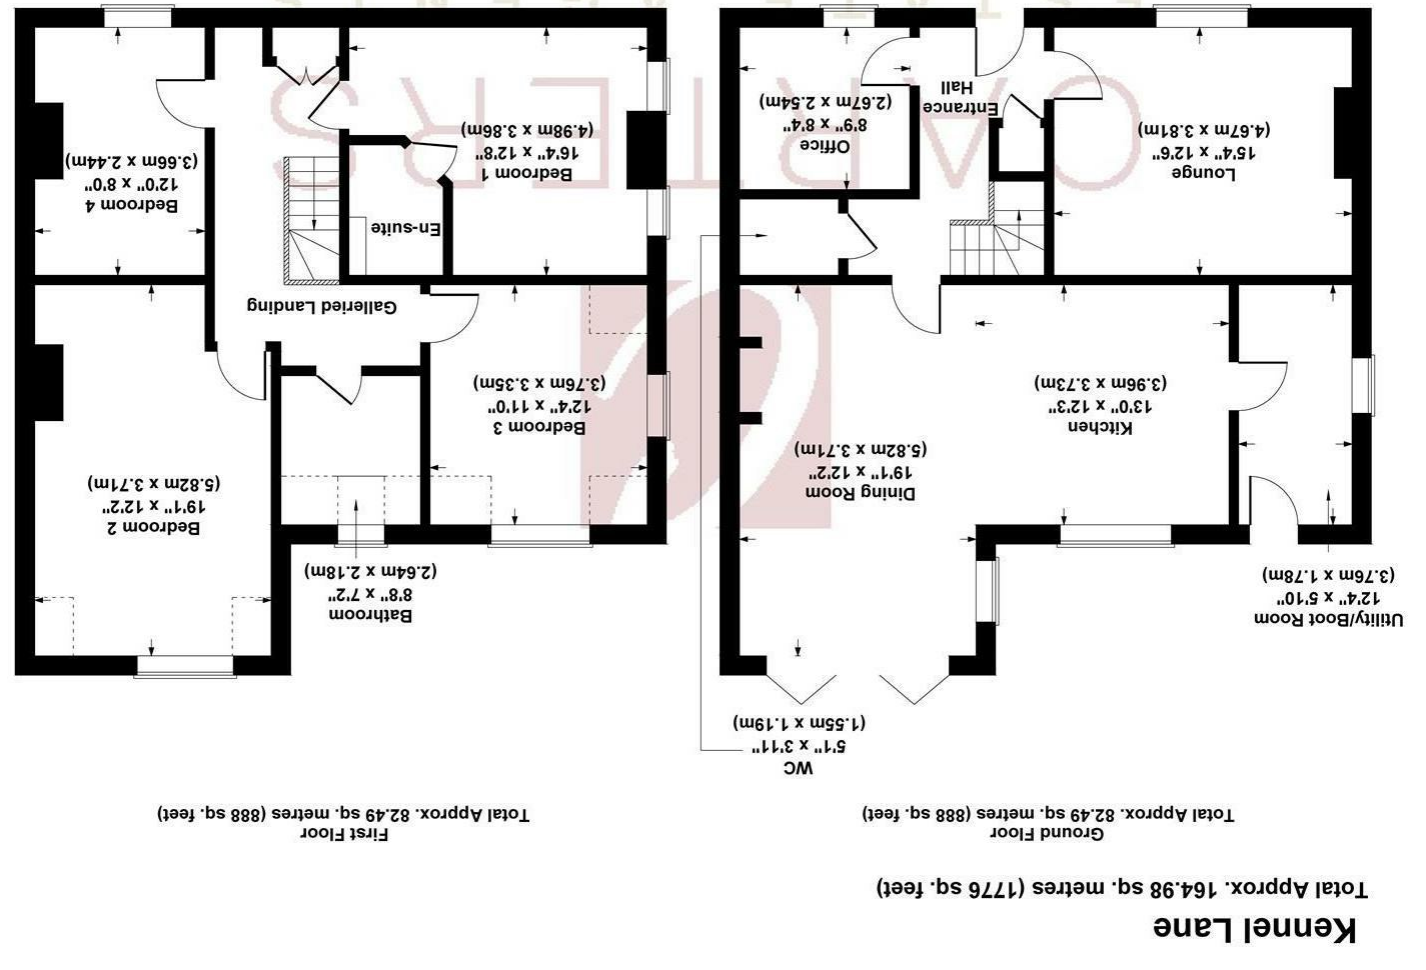 Kennel Lane
Total Approx. 164.98 sq. metres (1776 sq. feet)
Ground Floor
Total Approx. 82.49 sq. metres (888 sq. feet)
First Floor
Total Approx. 82.49 sq. metres (888 sq. feet)
WC
5'1" x 3'11"
(1.55m x 1.19m)
Utility/Boot Room
12'4" x 5'10"
(3.76m x 1.78m)
Dining Room
19'1" x 12'2"
(5.82m x 3.71m)
Kitchen
13'0" x 12'3"
(3.96m x 3.73m)
Lounge
15'4" x 12'6"
(4.67m x 3.81m)
Office
8'9" x 8'4"
(2.67m x 2.54m)
Entrance
Hall
Bathroom
8'8" x 7'2"
(2.64m x 2.18m)
Bedroom 2
19'1" x 12'2"
(5.82m x 3.71m)
Bedroom 3
12'4" x 11'0"
(3.76m x 3.35m)
Galleried Landing
En-suite
Bedroom 4
12'0" x 8'0"
(3.66m x 2.44m)
Bedroom 1
16'4" x 12'8"
(4.98m x 3.86m)
CARTERS
ESTATE AGENTS